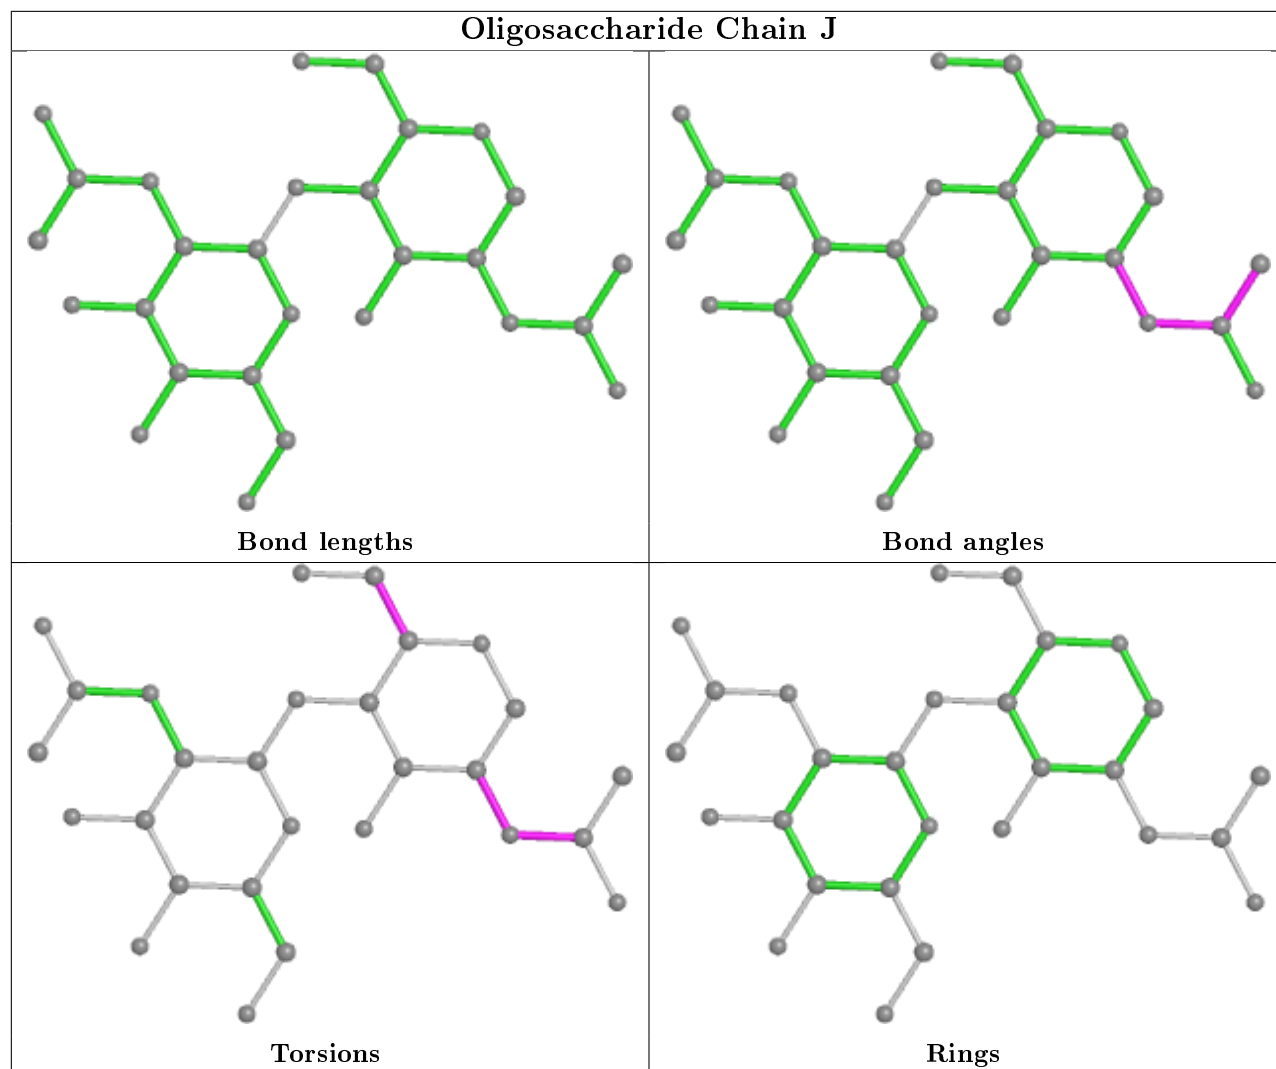 Oligosaccharide Chain J
Bond lengths
Bond angles
Torsions
Rings